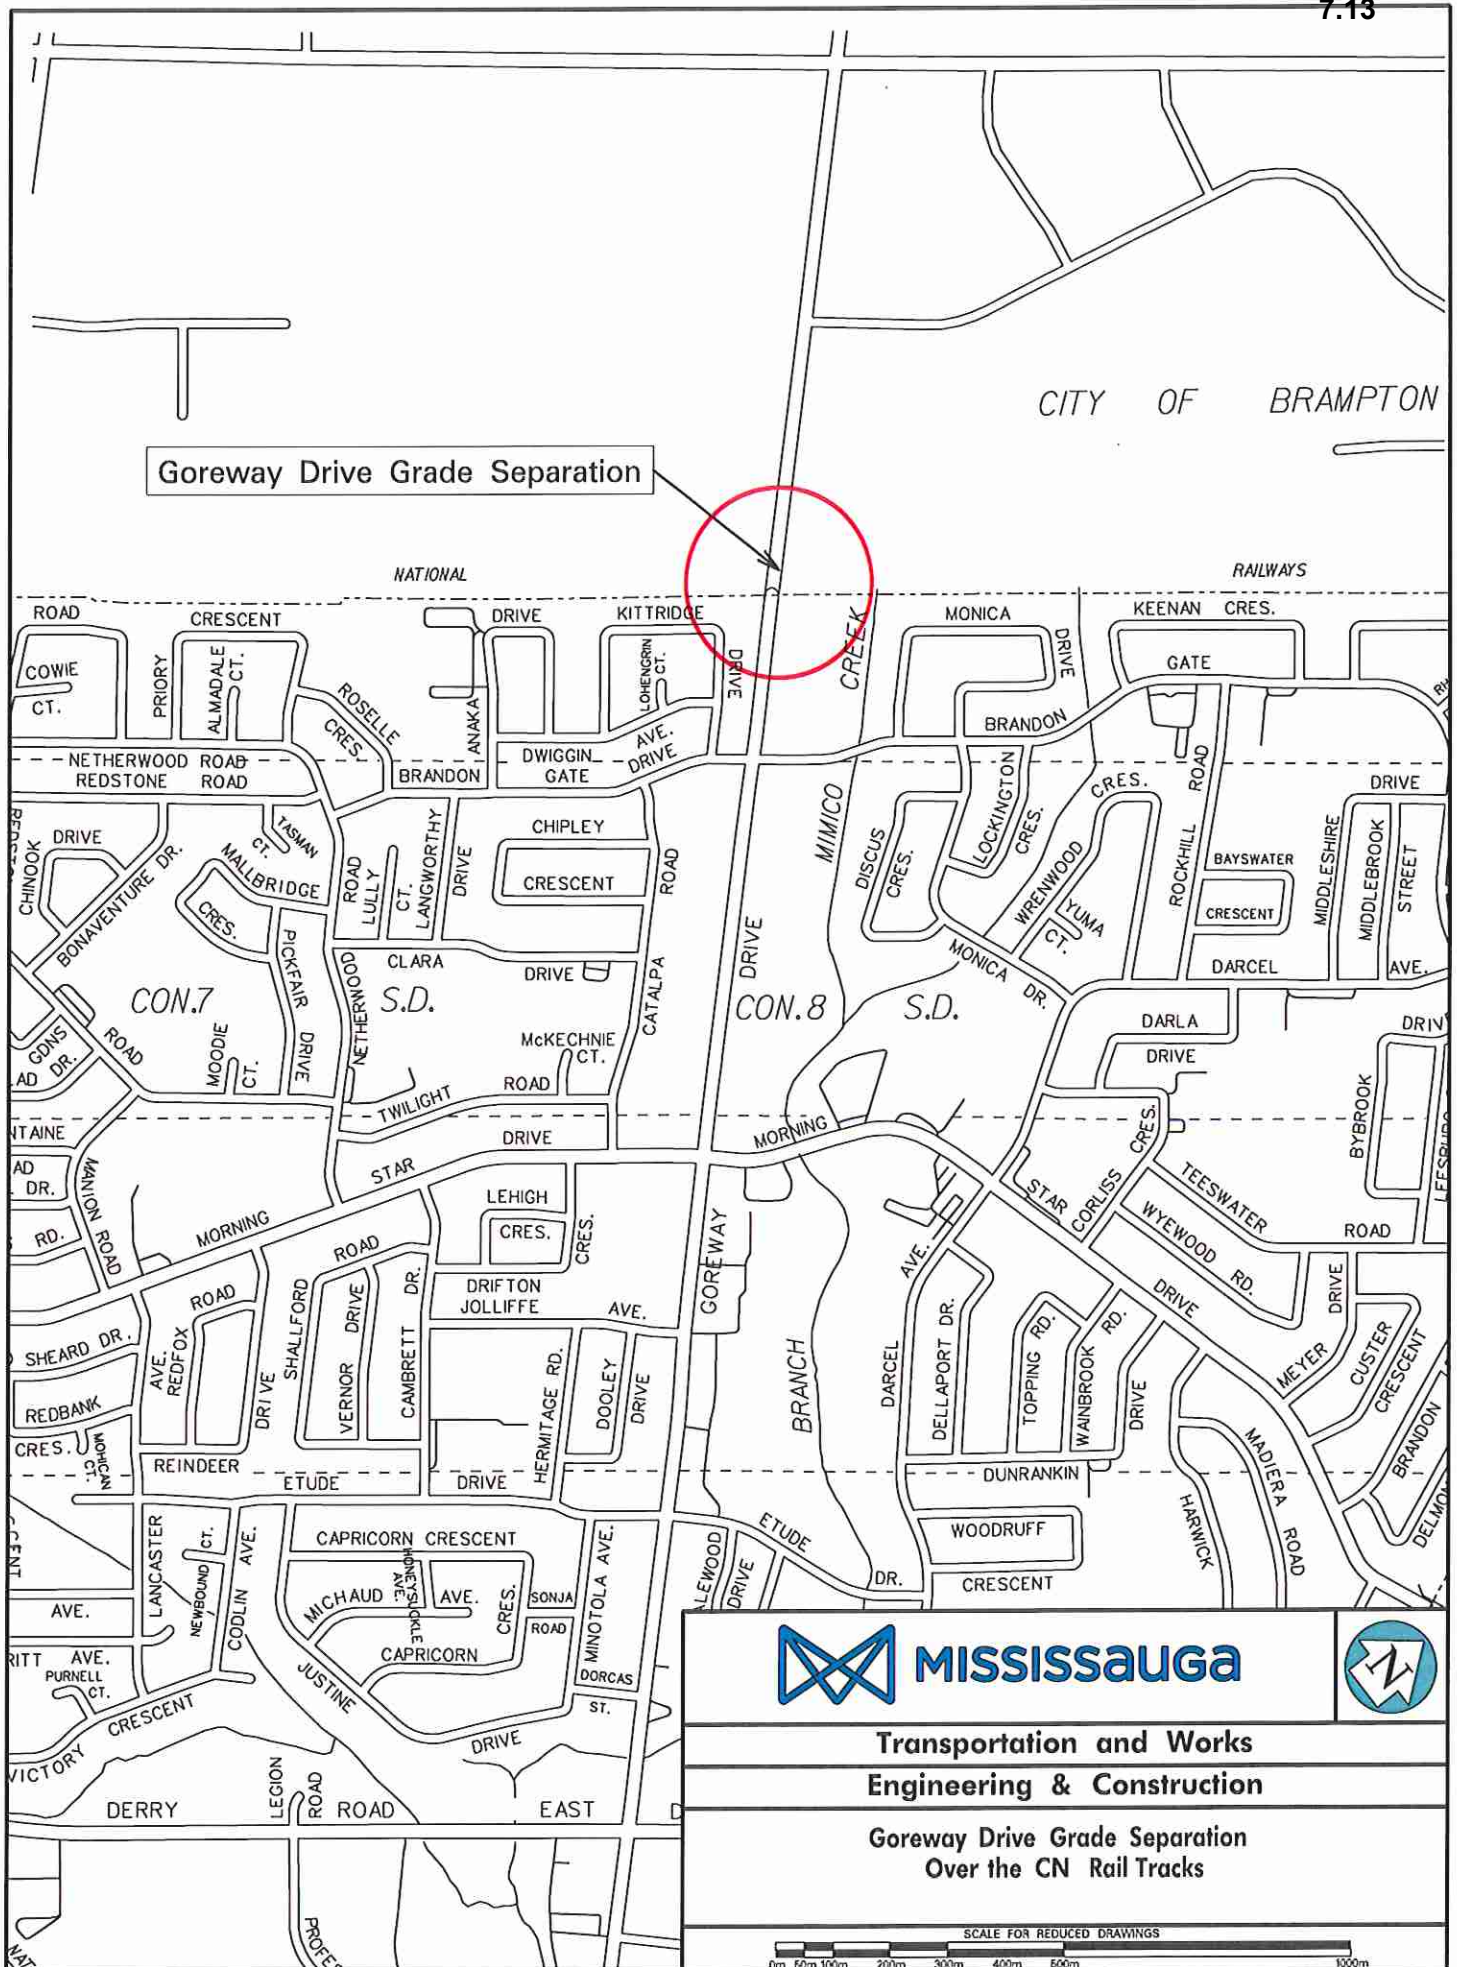 7.13
CITY OF BRAMPTON
Goreway Drive Grade Separation
NATIONAL
RAILWAYS
ROAD
CRESCENT
DRIVE
KITTRIDGE
MONICA
KEENAN CRES.
COWIE
CT.
PRIORY
ALMADALE
CT.
ROSELLE
CRES.
ANAKA
LOHENGRIN
CT.
DRIVE
CREEK
DRIVE
GATE
BRANDON
NETHERWOOD ROAD
REDSTONE ROAD
BRANDON
DWIGGIN
GATE
AVE.
DRIVE
LOCKINGTON
CRES.
CRES.
ROAD
DRIVE
CHINOOK
DRIVE
BONAVENTURE DR.
TASMAN
CT.
MALLBRIDGE
CRES.
ROAD
LULLY
CT.
LANGWORTHY
DRIVE
CHIPLEY
CRESCENT
ROAD
MIMICO
DISCUS
CRES.
WRENWOOD
YUMA
CT.
ROCKHILL
BAYSWATER
CRESCENT
MIDDLESHIRE
MIDDLEBROOK
STREET
PICKFAIR
DRIVE
NETHERWOOD
CLARA
DRIVE
CATALPA
DRIVE
MONICA
DR.
DARCEL
AVE.
CON.7
S.D.
CON.8
S.D.
GDNS
DR.
ROAD
MOODIE
CT.
McKECHNIE
CT.
DARLA
DRIVE
TWILIGHT
ROAD
BYBROOK
MANION ROAD
MORNING
STAR
DRIVE
MORNING
STAR
CORLISS
CRES.
TEESWATER
ROAD
WYEWOOD
RD.
AD
DR.
RD.
LEHIGH
CRES.
CRES.
ROAD
DRIFTON
JOLLIFFE
AVE.
GOREWAY
AVE.
DRIVE
DRIVE
MEYER
CUSTER
CRESCENT
SHEARD DR.
ROAD
AVE.
REDFOX
DRIVE
SHALLFORD
VERNOR
DRIVE
CAMBRETT
DR.
HERMITAGE RD.
DOOLEY
DRIVE
BRANCH
DARCEL
DELLAPORT DR.
TOPPING
RD.
WAINBROOK
RD.
DRIVE
REDBANK
CRES.
MOHICAN
CT.
REINDEER
ETUDE
DRIVE
DUNRANKIN
HARWICK
MADIERA
ROAD
BRANDON
LANCASTER
NEWBOUND
CT.
CODLIN
AVE.
CAPRICORN CRESCENT
MICHAUD
HONEYSUCKLE
AVE.
AVE.
CRES.
SONJA
ROAD
MINOTOLA AVE.
DRIVE
ETUDE
DR.
WOODRUFF
CRESCENT
AVE.
AVE.
PURNELL
CT.
VICTORY
CRESCENT
JUSTINE
DRIVE
CAPRICORN
DORCAS
ST.
DERRY
LEGION
ROAD
ROAD
EAST
MISSISSAUGA
N
Transportation and Works
Engineering & Construction
Goreway Drive Grade Separation
Over the CN Rail Tracks
SCALE FOR REDUCED DRAWINGS
0m 50m 100m 200m 300m 400m 500m 1000m